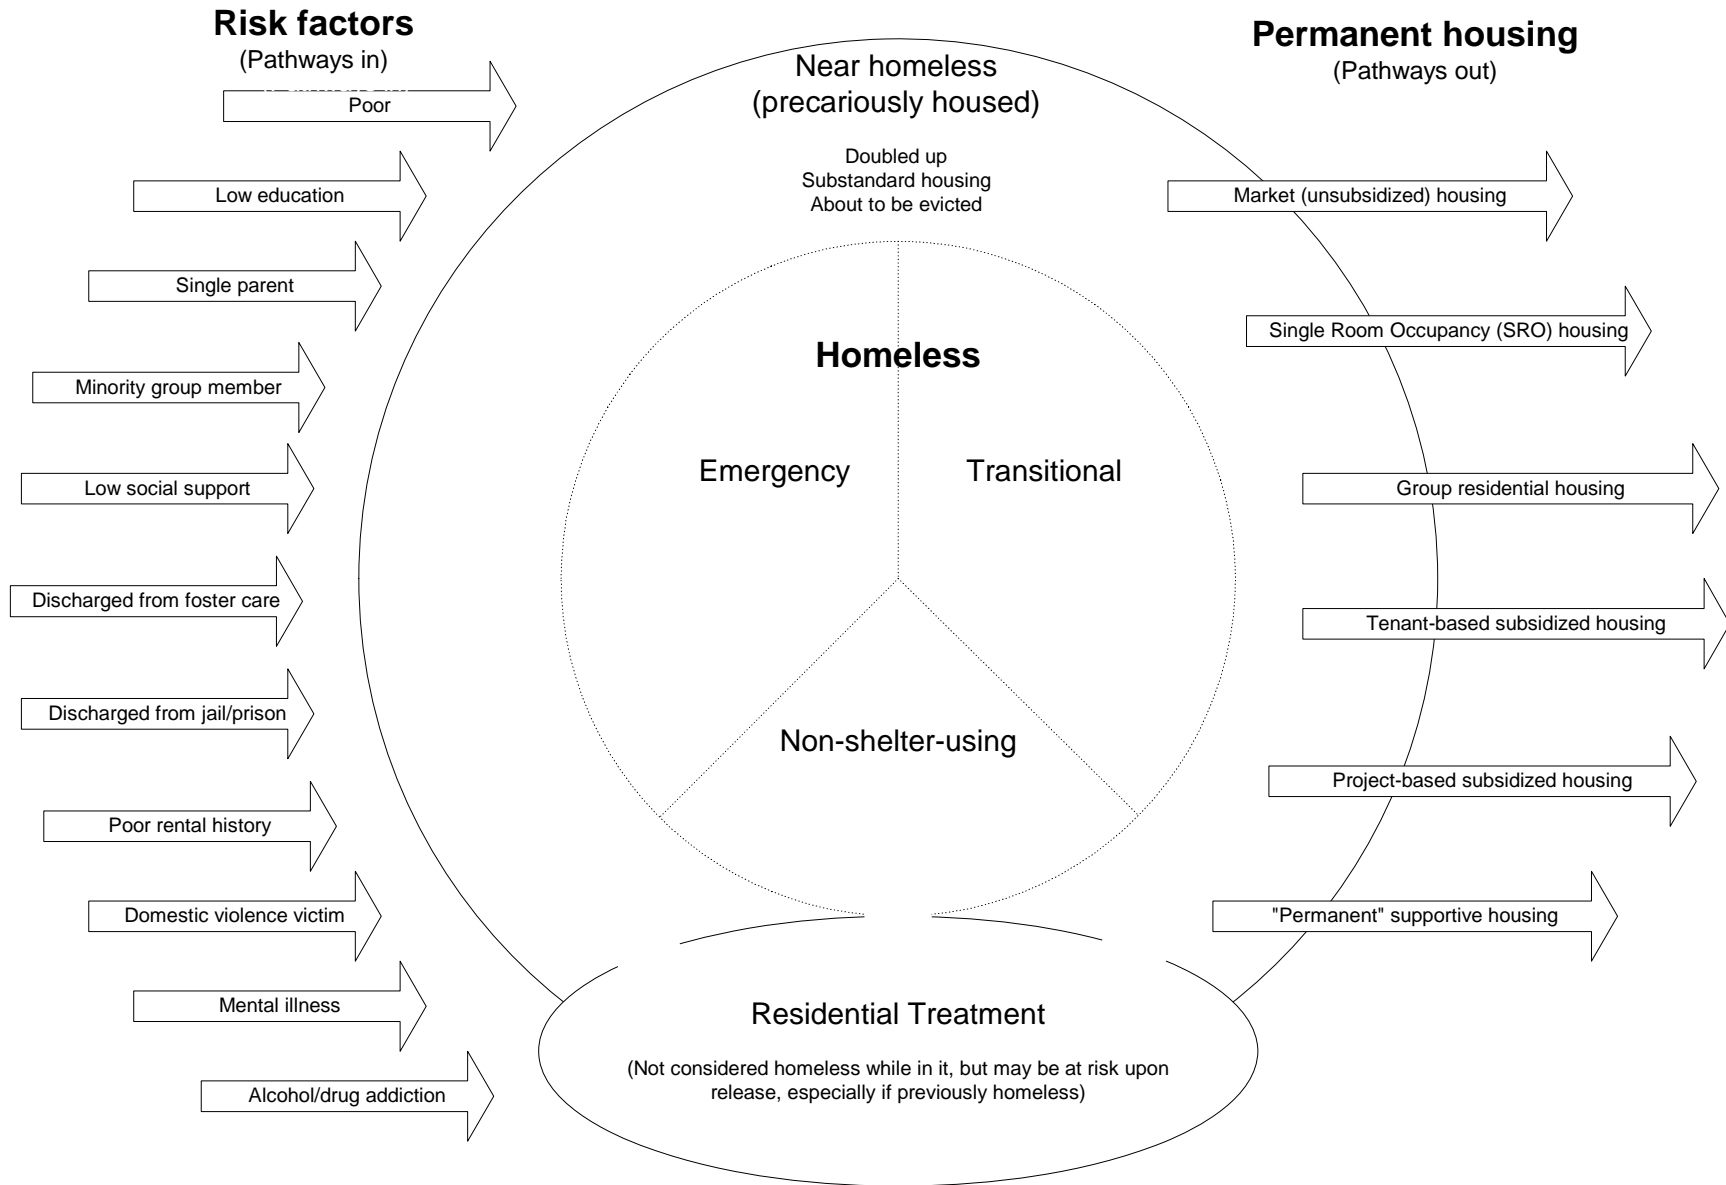 Risk factors
(Pathways in)
Poor
Low education
Single parent
Minority group member
Low social support
Discharged from foster care
Discharged from jail/prison
Poor rental history
Domestic violence victim
Mental illness
Alcohol/drug addiction
Near homeless
(precariously housed)
Doubled up
Substandard housing
About to be evicted
Homeless
Emergency
Transitional
Non-shelter-using
Residential Treatment
(Not considered homeless while in it, but may be at risk upon
release, especially if previously homeless)
Permanent housing
(Pathways out)
Market (unsubsidized) housing
Single Room Occupancy (SRO) housing
Group residential housing
Tenant-based subsidized housing
Project-based subsidized housing
"Permanent" supportive housing